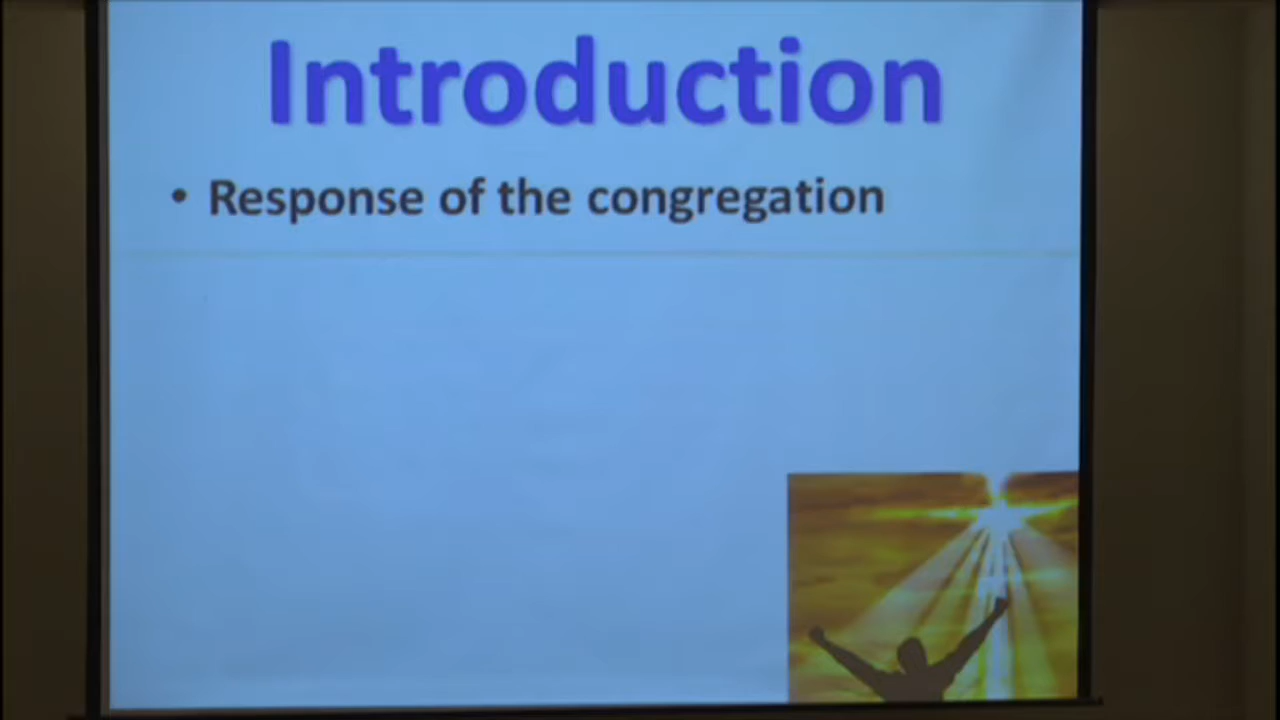 Introduction
• Response of the congregation